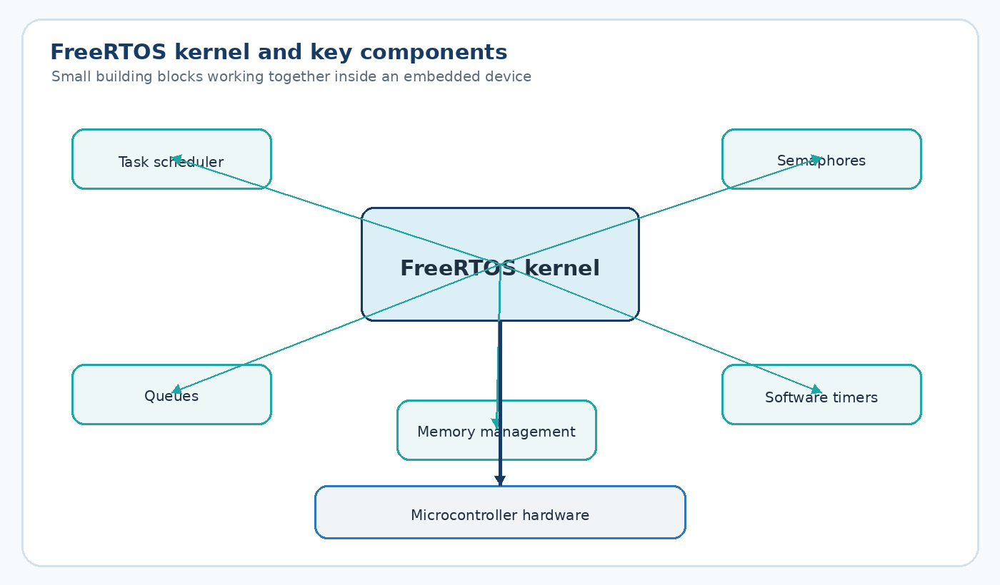 FreeRTOS kernel and key components
Small building blocks working together inside an embedded device
Task scheduler
Semaphores
FreeRTOS kernel
Queues
Software timers
Memory management
Microcontroller hardware